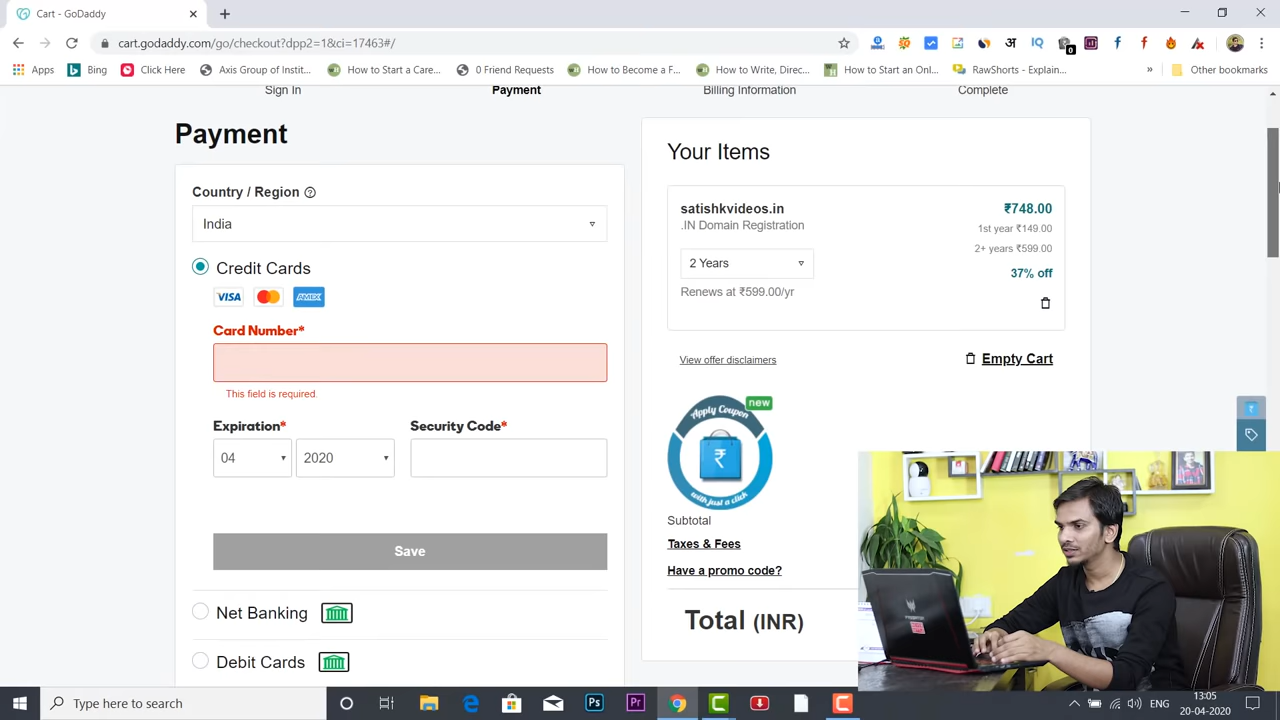 Cart - GoDaddy
cart.godaddy.com/go/checkout?dpp2=1&ci=17463#/
Apps
Bing
Click Here
Axis Group of Instit...
How to Start a Care...
0 Friend Requests
How to Become a F...
How to Write, Direc...
How to Start an Onl...
RawShorts - Explain...
»
Other bookmarks
Sign In
Payment
Billing Information
Complete
Payment
Country / Region
India
Credit Cards
VISA
AMEX
Card Number*
This field is required.
Expiration*
Security Code*
04
2020
Save
Net Banking
Debit Cards
Your Items
satishkvideos.in
₹748.00
.IN Domain Registration
1st year ₹149.00
2+ years ₹599.00
2 Years
37% off
Renews at ₹599.00/yr
View offer disclaimers
Empty Cart
new
Apply Coupon
₹
with just a click
Subtotal
Taxes & Fees
Have a promo code?
Total (INR)
Type here to search
Ps
Pr
ENG
13:05
20-04-2020